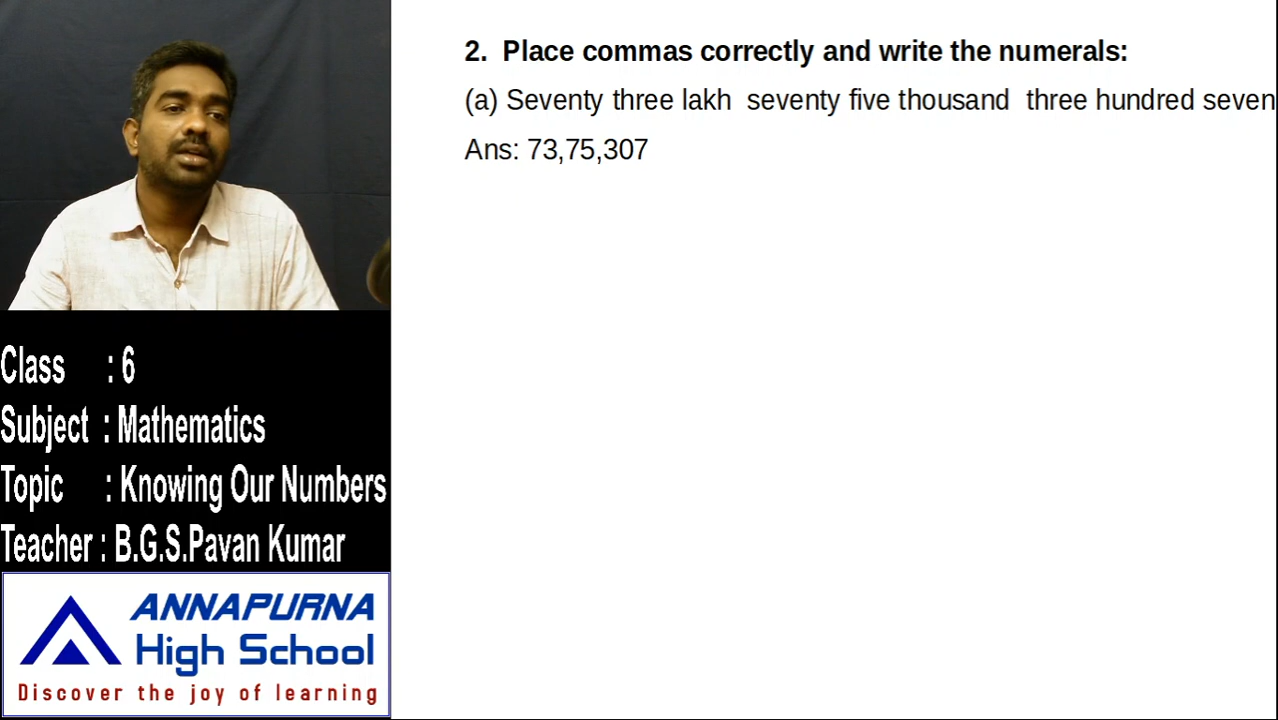 2. Place commas correctly and write the numerals:
(a) Seventy three lakh seventy five thousand three hundred seven
Ans: 73,75,307
Class : 6
Subject : Mathematics
Topic : Knowing Our Numbers
Teacher : B.G.S.Pavan Kumar
ANNAPURNA
High School
Discover the joy of learning